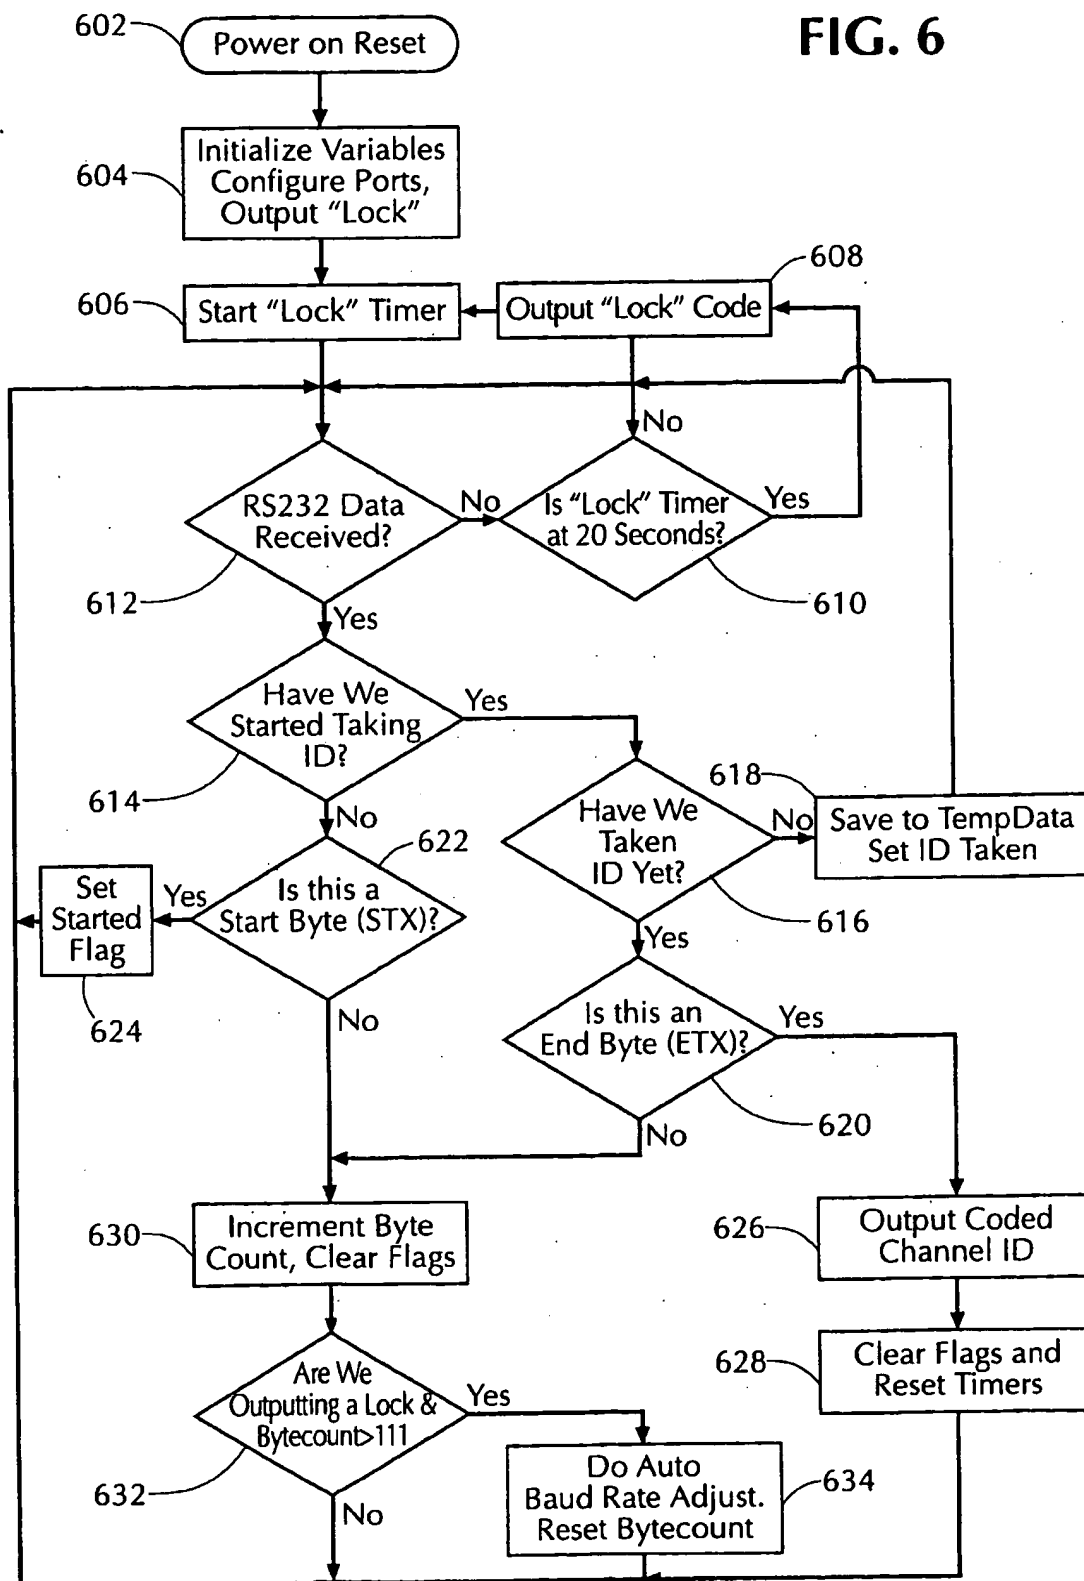 FIG. 6
602
Power on Reset
604
Initialize Variables
Configure Ports,
Output "Lock"
606
Start "Lock" Timer
608
Output "Lock" Code
RS232 Data
Received?
612
No
No
Is "Lock" Timer
at 20 Seconds?
Yes
610
Yes
Have We
Started Taking
ID?
614
Yes
No
Have We
Taken
ID Yet?
616
No
618
Save to TempData
Set ID Taken
622
Is this a
Start Byte (STX)?
Yes
Set
Started
Flag
624
No
Yes
Is this an
End Byte (ETX)?
Yes
620
No
630
Increment Byte
Count, Clear Flags
626
Output Coded
Channel ID
628
Clear Flags and
Reset Timers
Are We
Outputting a Lock &
Bytecount>111
Yes
632
No
Do Auto
Baud Rate Adjust.
Reset Bytecount
634